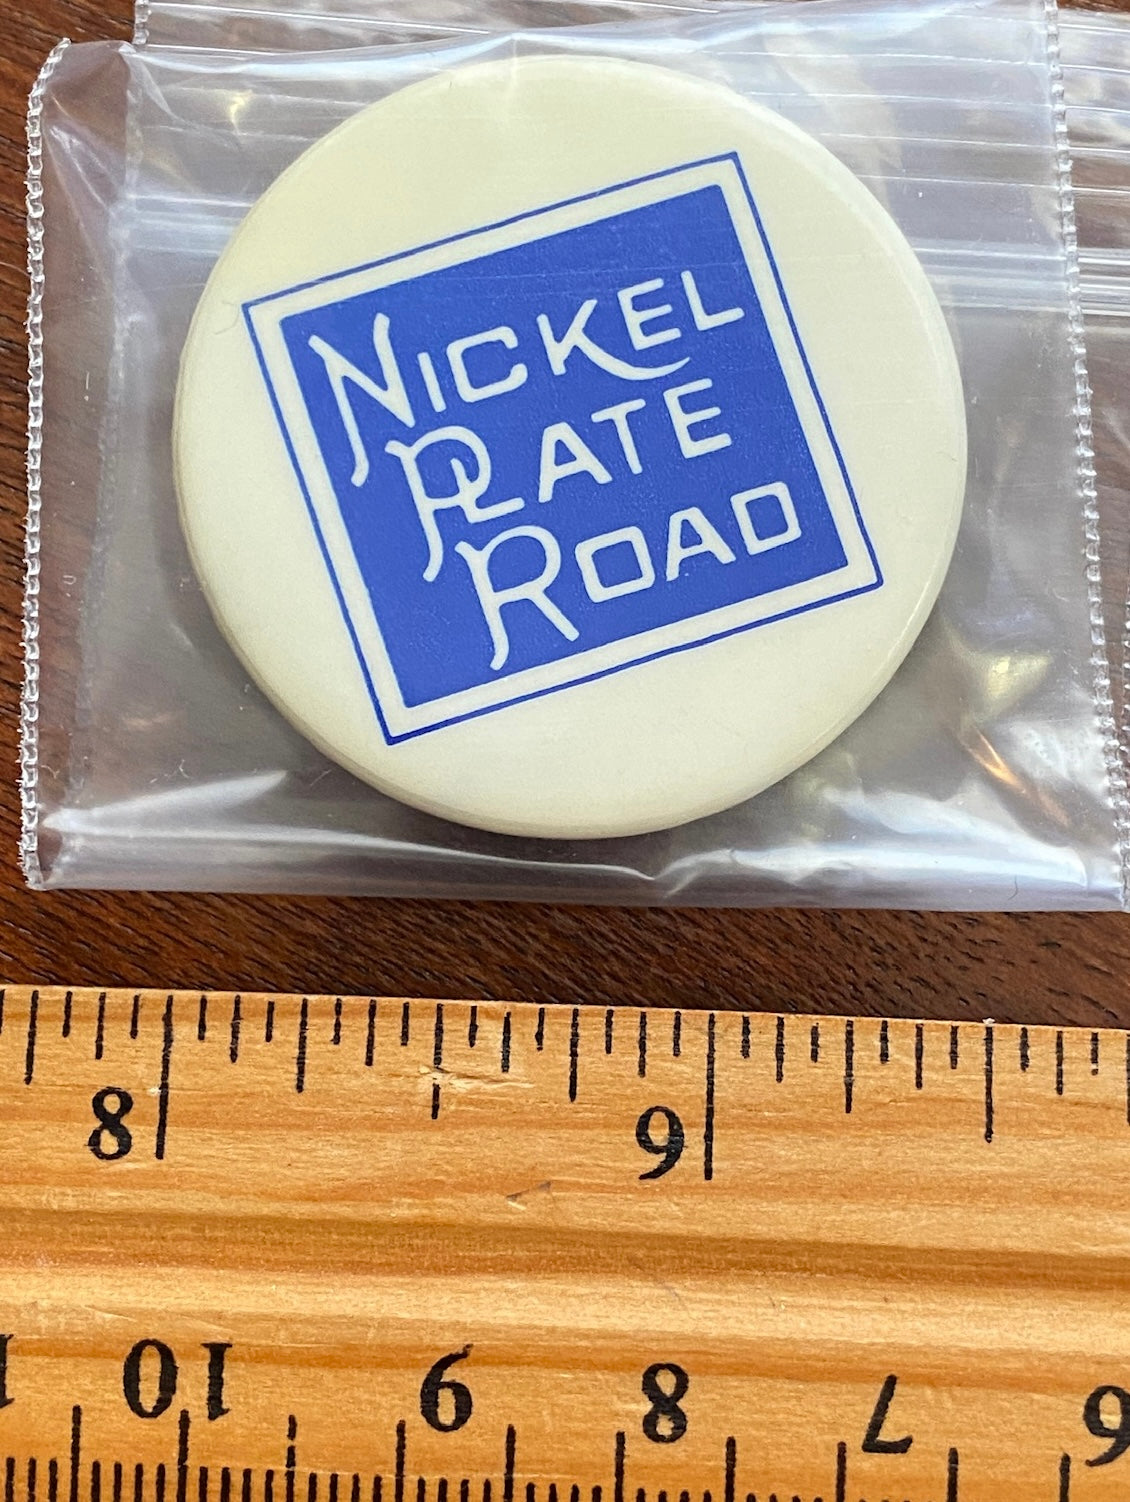 NICKEL
PLATE
ROAD
8 9
10 9 8 7 6